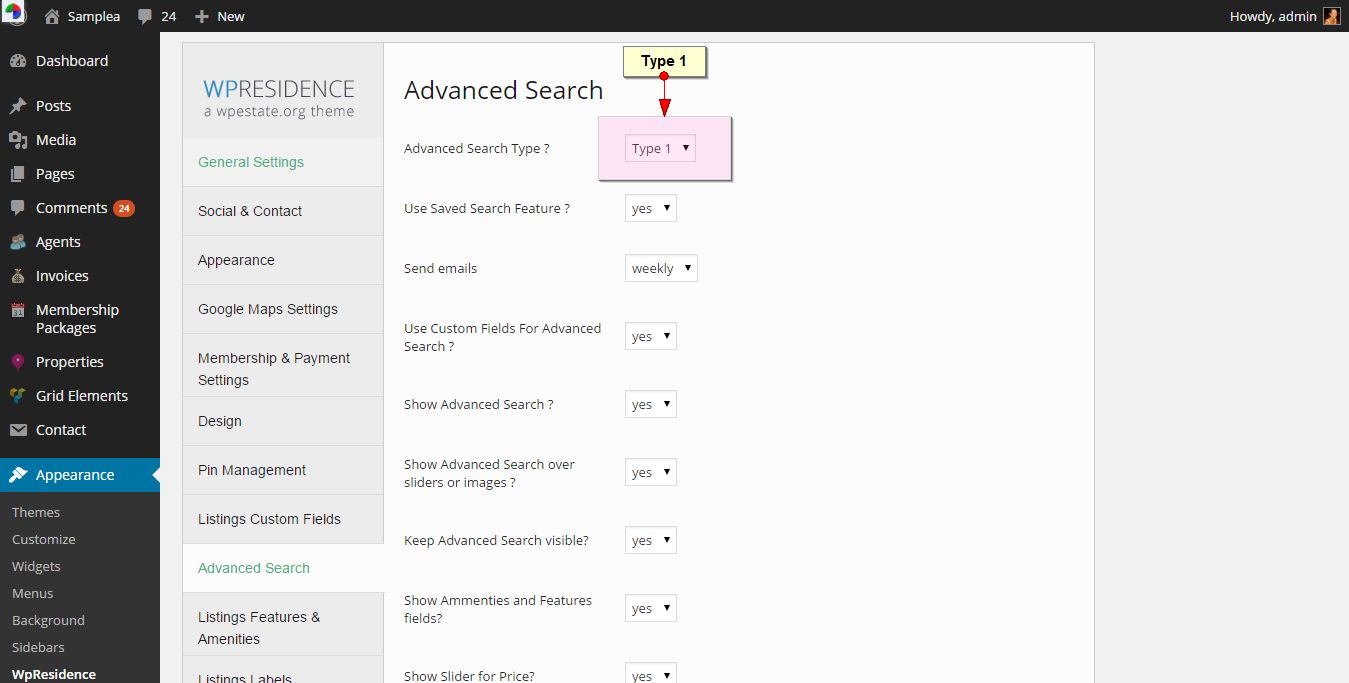 Samplea
24
New
Howdy, admin
Dashboard
Posts
Media
Pages
Comments 24
Agents
Invoices
Membership
Packages
Properties
Grid Elements
Contact
Appearance
Themes
Customize
Widgets
Menus
Background
Sidebars
WpResidence
WPRESIDENCE
a wpestate.org theme
General Settings
Social & Contact
Appearance
Google Maps Settings
Membership & Payment
Settings
Design
Pin Management
Listings Custom Fields
Advanced Search
Listings Features &
Amenities
Listings Labels
Type 1
Advanced Search
Advanced Search Type ? Type 1
Use Saved Search Feature ? yes
Send emails weekly
Use Custom Fields For Advanced
Search ? yes
Show Advanced Search ? yes
Show Advanced Search over
sliders or images ? yes
Keep Advanced Search visible? yes
Show Ammenties and Features
fields? yes
Show Slider for Price? yes